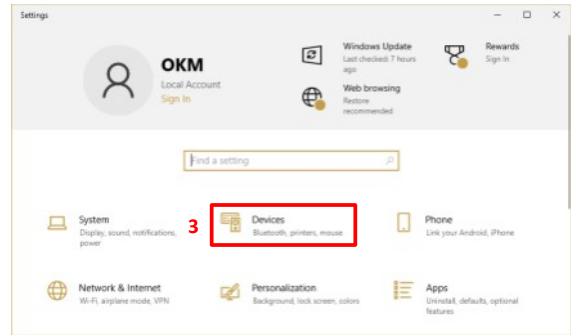 Settings
OKM
Local Account
Sign In
Windows Update
Last checked: 7 hours
ago
Rewards
Sign In
Web browsing
Restore
recommended
Find a setting
System
Display, sound, notifications,
power
3
Devices
Bluetooth, printers, mouse
Phone
Link your Android, iPhone
Network & Internet
Wi-Fi, airplane mode, VPN
Personalization
Background, lock screen, colors
Apps
Uninstall, defaults, optional
features